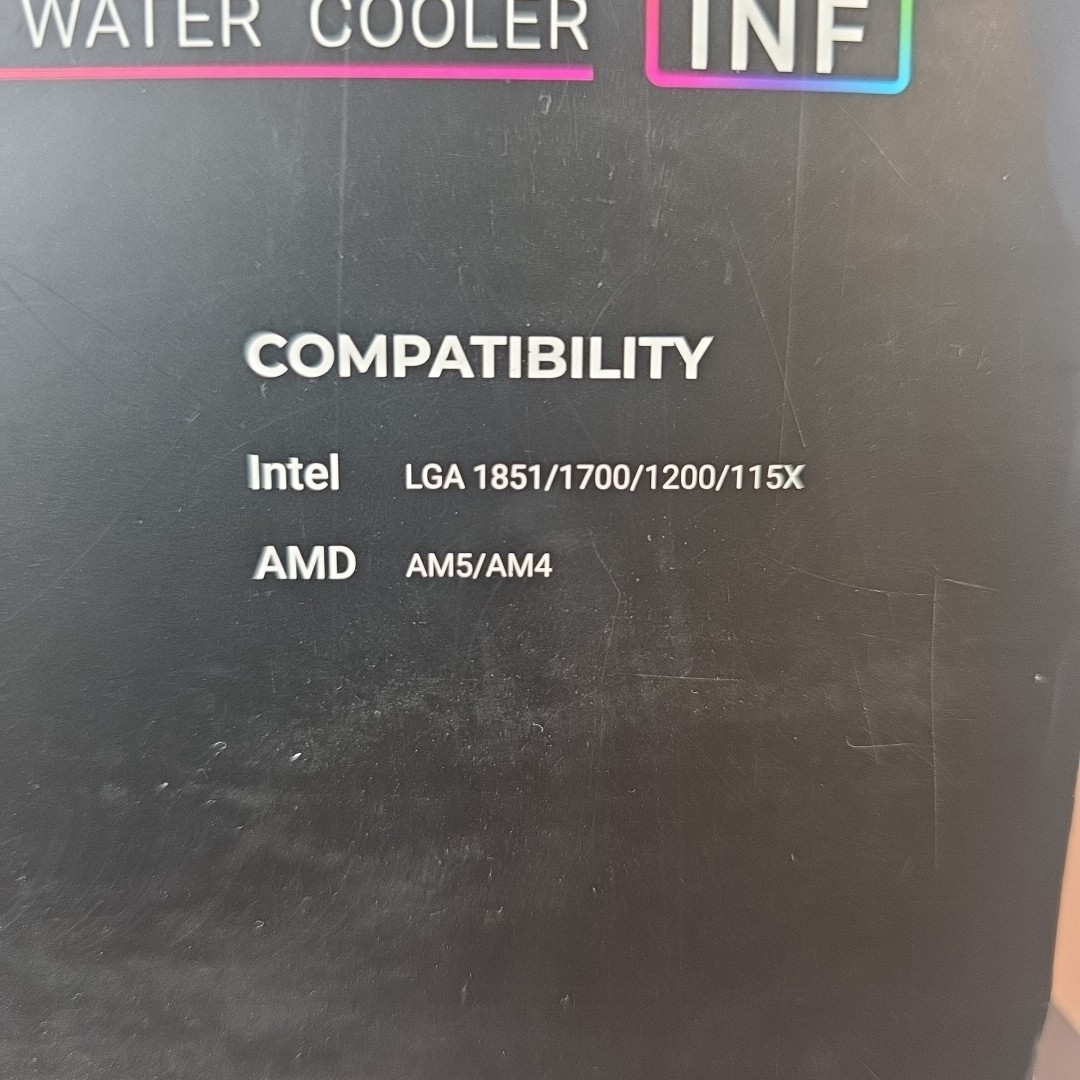 WATER COOLER INF
COMPATIBILITY
Intel LGA 1851/1700/1200/115X
AMD AM5/AM4